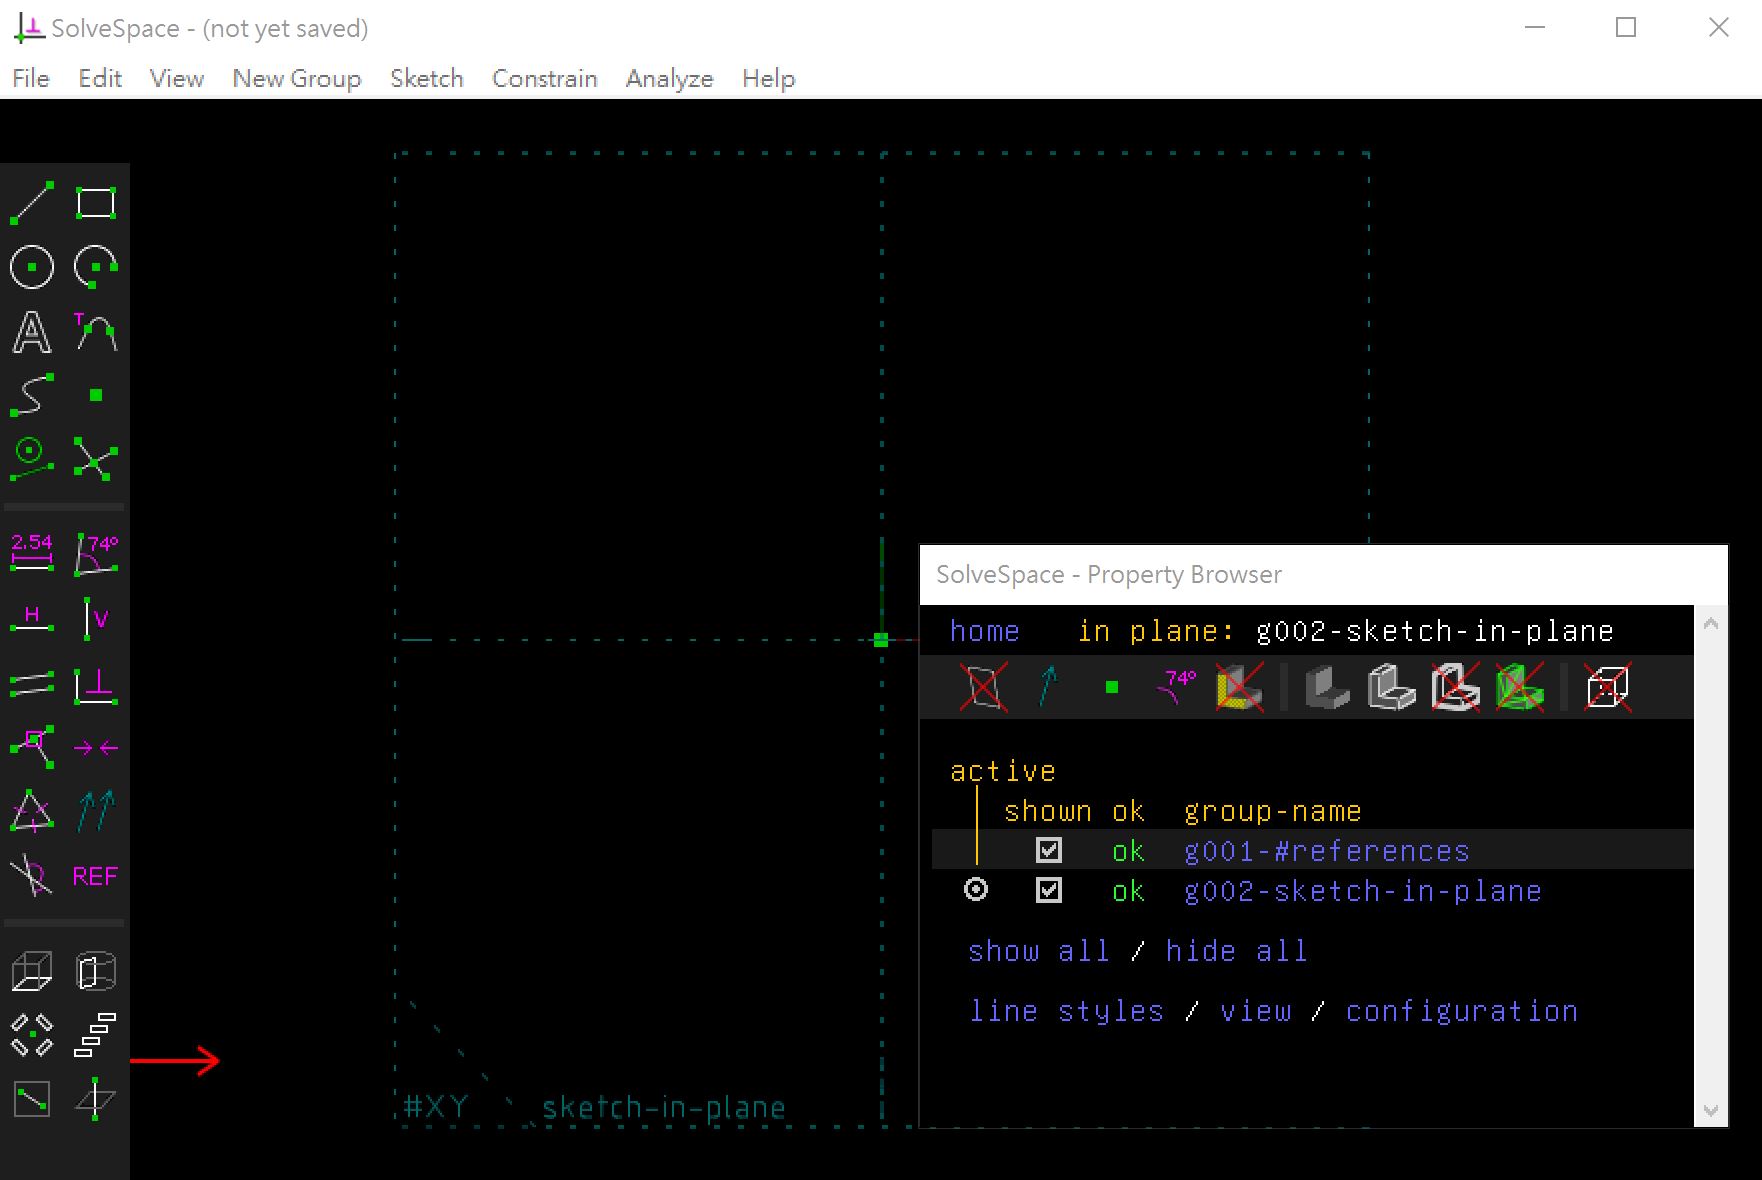 SolveSpace - (not yet saved)
File Edit View New Group Sketch Constrain Analyze Help
A T
2.54 74º
H V
REF
#XY sketch-in-plane
SolveSpace - Property Browser
home in plane: g002-sketch-in-plane
74º
active
shown ok group-name
ok g001-#references
ok g002-sketch-in-plane
show all / hide all
line styles / view / configuration